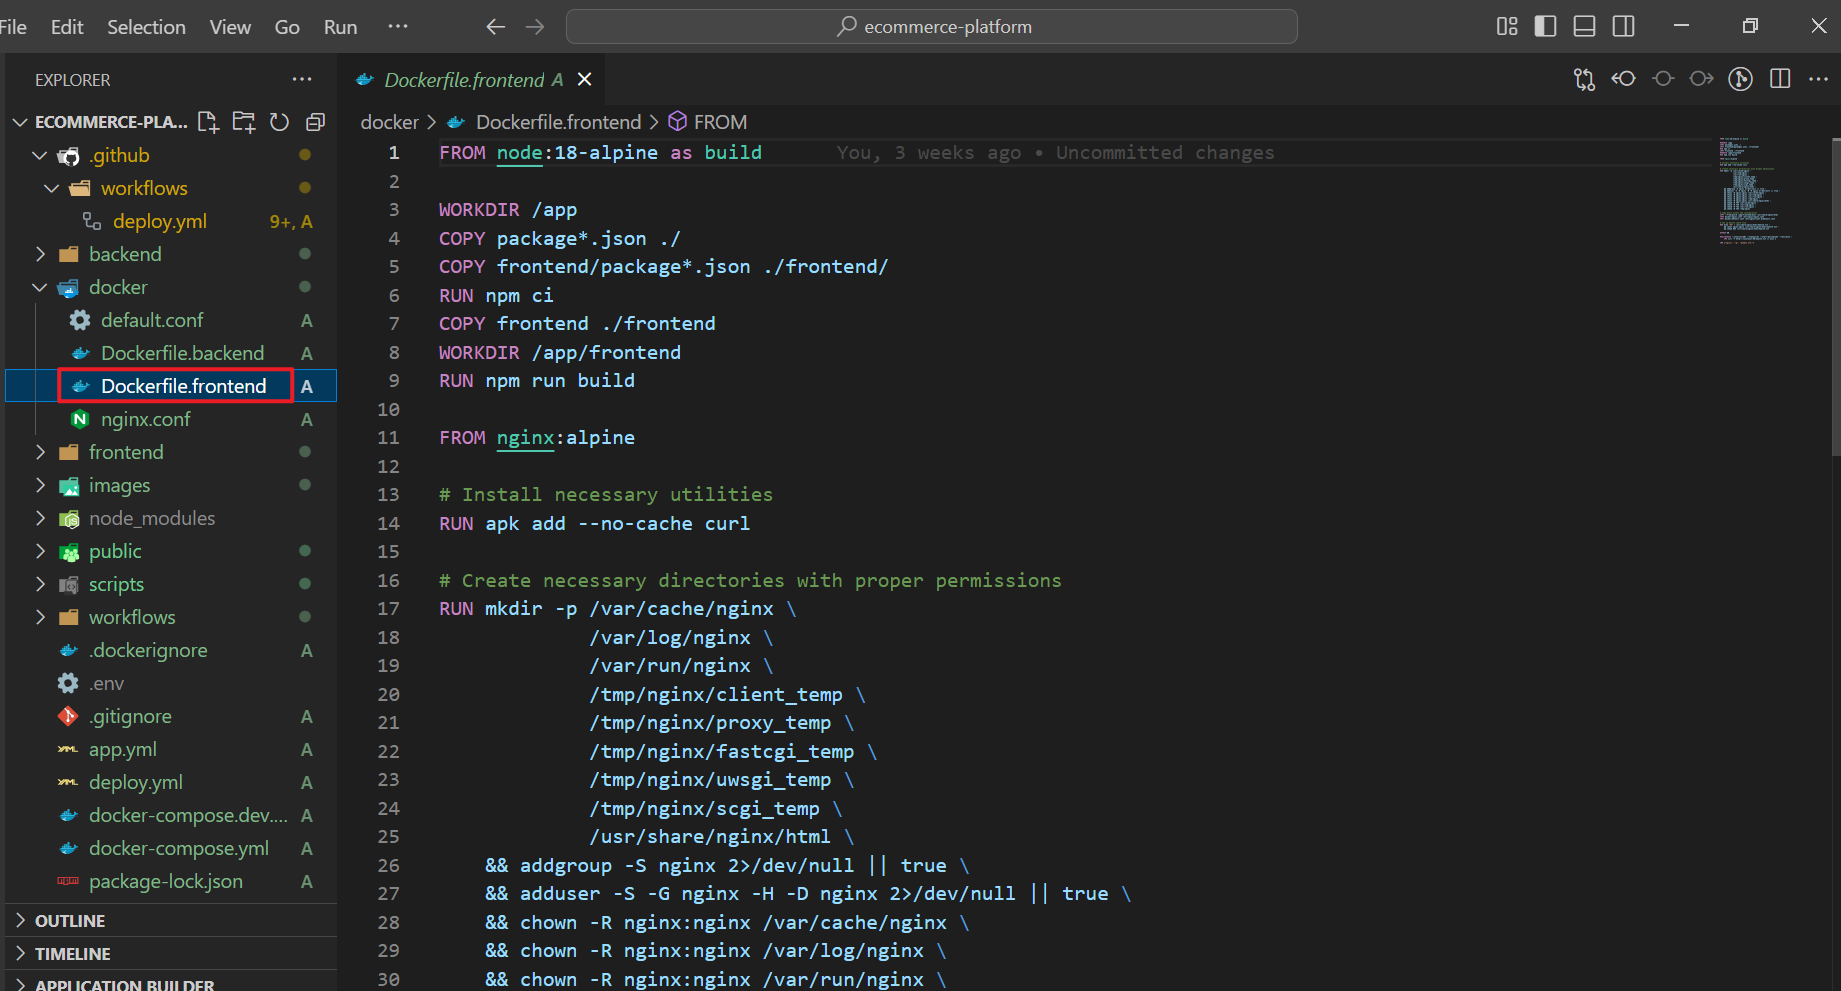 File Edit Selection View Go Run ···
ecommerce-platform
EXPLORER ···
ECOMMERCE-PLA...
.github
workflows
deploy.yml 9+, A
backend
docker
default.conf A
Dockerfile.backend A
Dockerfile.frontend A
nginx.conf A
frontend
images
node_modules
public
scripts
workflows
.dockerignore A
.env
.gitignore A
app.yml A
deploy.yml A
docker-compose.dev.... A
docker-compose.yml A
package-lock.json A
OUTLINE
TIMELINE
APPLICATION BUILDER
Dockerfile.frontend A
docker > Dockerfile.frontend > FROM
1 FROM node:18-alpine as build You, 3 weeks ago • Uncommitted changes
2
3 WORKDIR /app
4 COPY package*.json ./
5 COPY frontend/package*.json ./frontend/
6 RUN npm ci
7 COPY frontend ./frontend
8 WORKDIR /app/frontend
9 RUN npm run build
10
11 FROM nginx:alpine
12
13 # Install necessary utilities
14 RUN apk add --no-cache curl
15
16 # Create necessary directories with proper permissions
17 RUN mkdir -p /var/cache/nginx \
18 /var/log/nginx \
19 /var/run/nginx \
20 /tmp/nginx/client_temp \
21 /tmp/nginx/proxy_temp \
22 /tmp/nginx/fastcgi_temp \
23 /tmp/nginx/uwsgi_temp \
24 /tmp/nginx/scgi_temp \
25 /usr/share/nginx/html \
26 && addgroup -S nginx 2>/dev/null || true \
27 && adduser -S -G nginx -H -D nginx 2>/dev/null || true \
28 && chown -R nginx:nginx /var/cache/nginx \
29 && chown -R nginx:nginx /var/log/nginx \
30 && chown -R nginx:nginx /var/run/nginx \